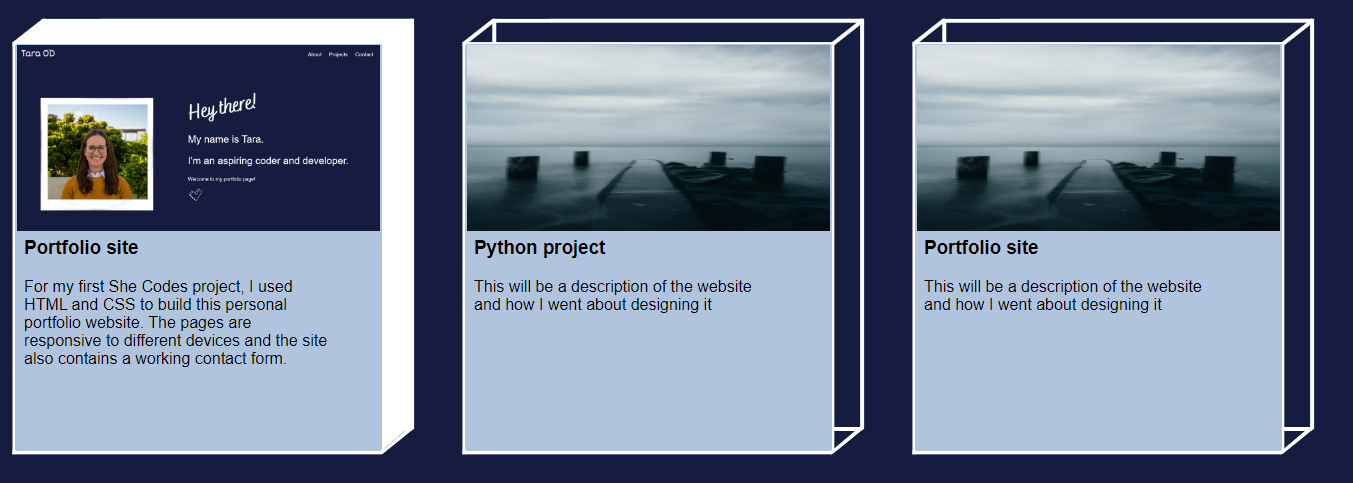 Tara OD
About Projects Contact
Hey there!
My name is Tara.
I'm an aspiring coder and developer.
Welcome to my portfolio page!
Portfolio site
For my first She Codes project, I used
HTML and CSS to build this personal
portfolio website. The pages are
responsive to different devices and the site
also contains a working contact form.
Python project
This will be a description of the website
and how I went about designing it
Portfolio site
This will be a description of the website
and how I went about designing it